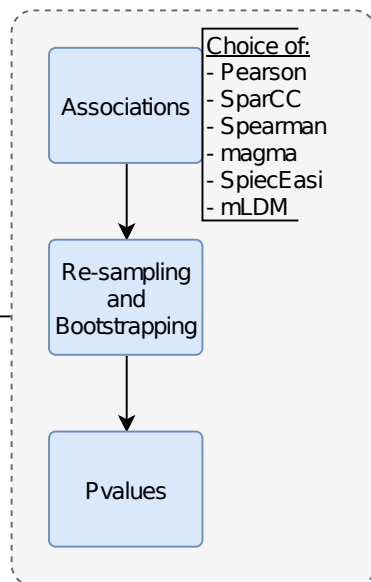 Associations
Choice of:
- Pearson
- SparCC
- Spearman
- magma
- SpiecEasi
- mLDM
Re-sampling
and
Bootstrapping
Pvalues